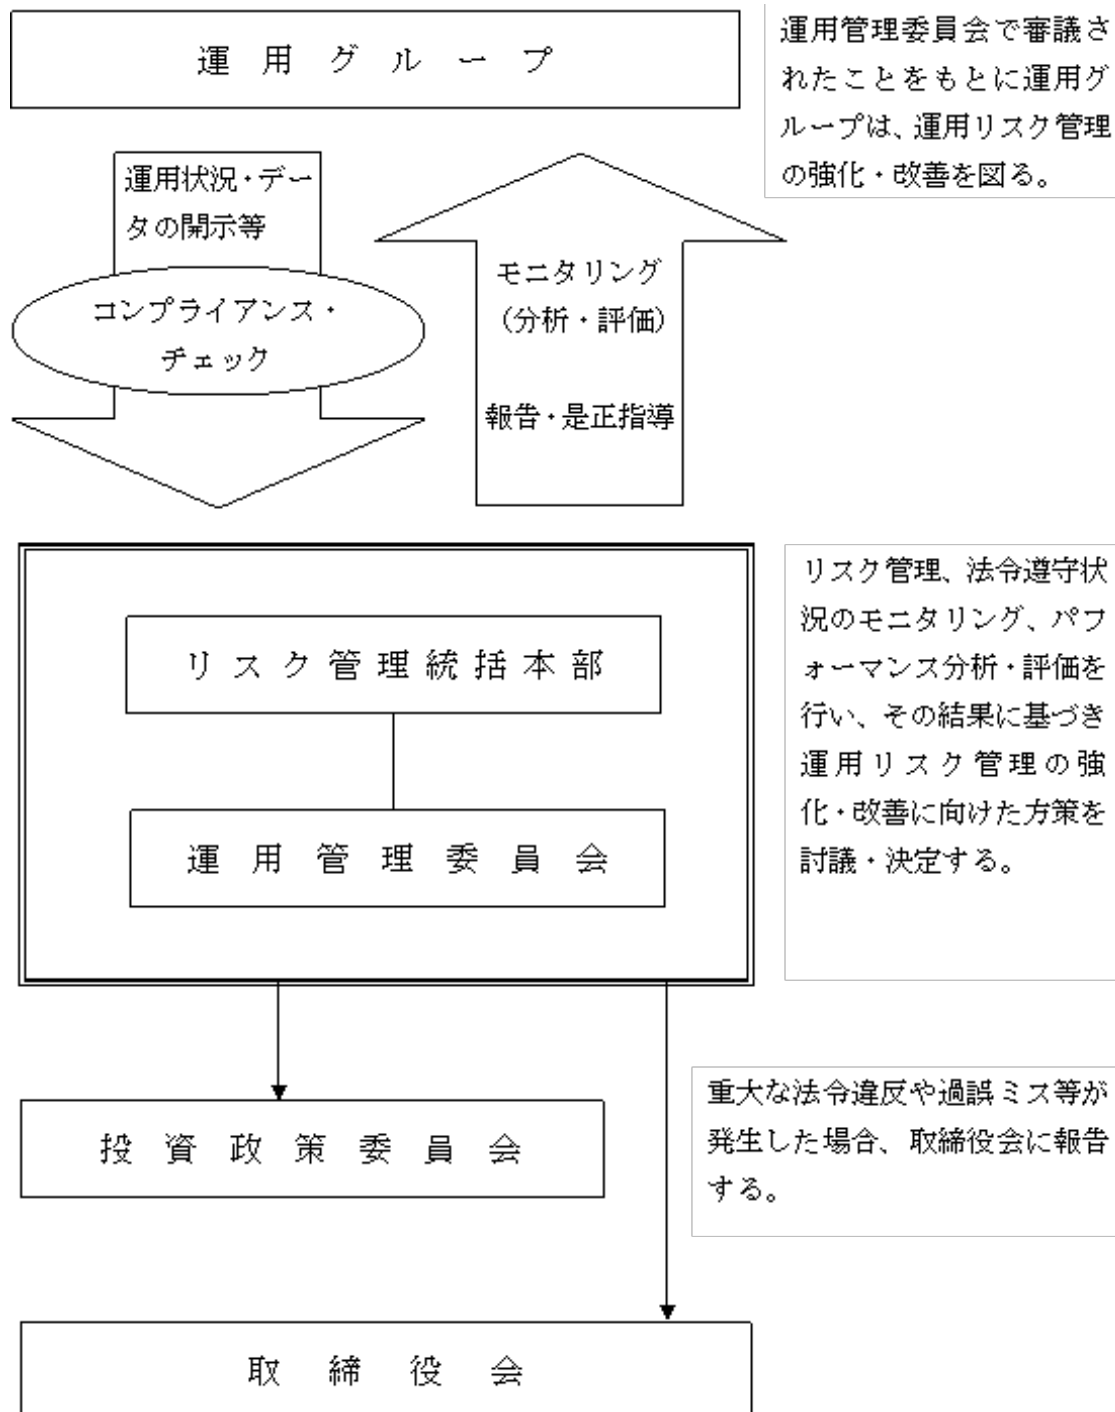 運用グループ
運用管理委員会で審議さ
れたことをもとに運用グ
ループは、運用リスク管理
の強化・改善を図る。
運用状況・デー
タの開示等
コンプライアンス・
チェック
モニタリング
（分析・評価）
報告・是正指導
リスク管理統括本部
運用管理委員会
リスク管理、法令遵守状
況のモニタリング、パフ
ォーマンス分析・評価を
行い、その結果に基づき
運用リスク管理の強
化・改善に向けた方策を
討議・決定する。
投資政策委員会
重大な法令違反や過誤ミス等が
発生した場合、取締役会に報告
する。
取締役会